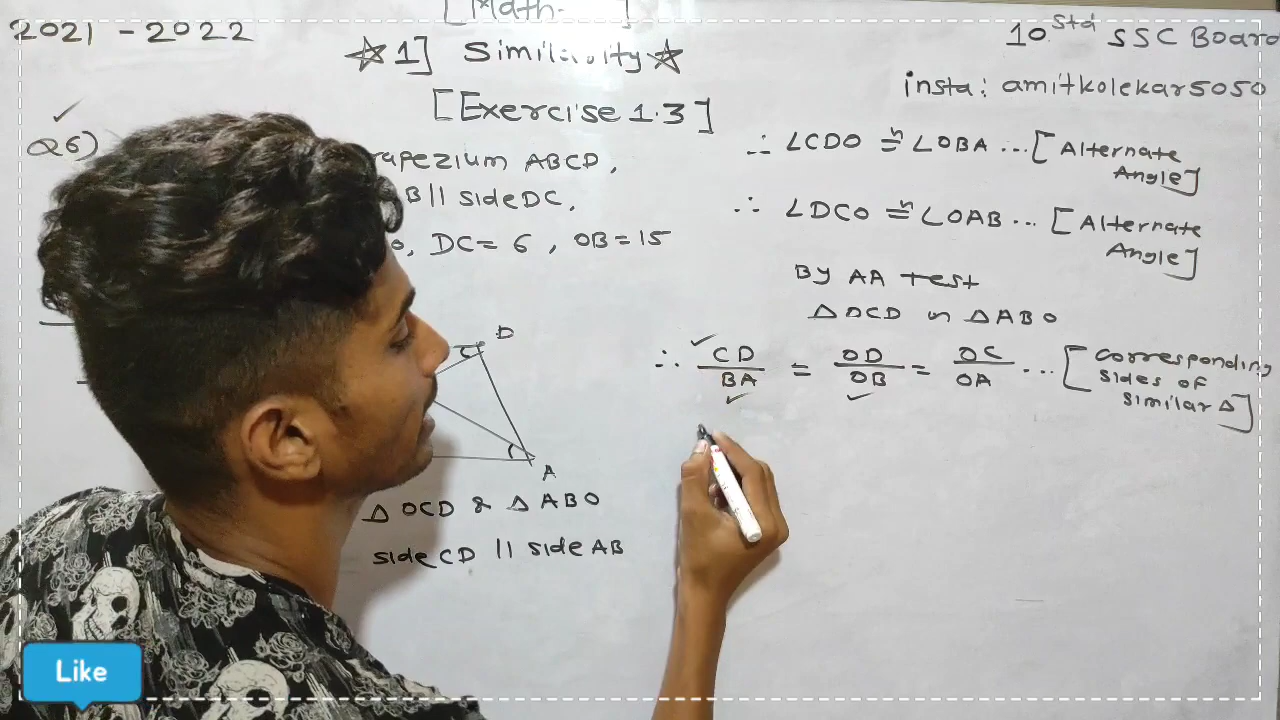 2021 - 2022
[Math- ]
10 Std SSC Board
☆ 1] Similarity ☆
insta: amitkolekar5050
[Exercise 1.3]
Q6)
rapezium ABCD,
B || side DC,
0, DC = 6 , OB = 15
D
A
△ OCD & △ ABO
side CD || side AB
∴ ∠CDO ≅ ∠OBA ... [Alternate
Angle]
∴ ∠DCO ≅ ∠OAB ... [Alternate
Angle]
By AA test
△ OCD ~ △ ABO
∴ CD/BA = OD/OB = OC/OA ... [corresponding
sides of
similar △]
Like